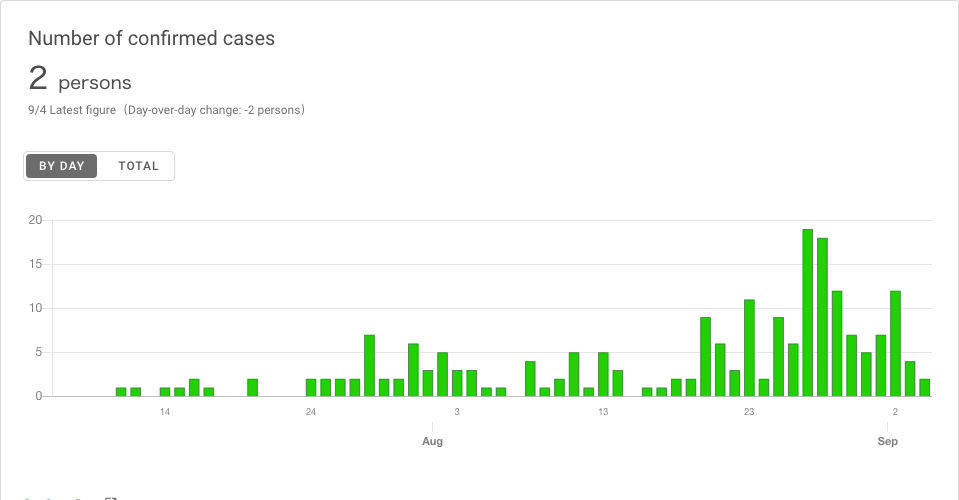 Number of confirmed cases
2 persons
9/4 Latest figure（Day-over-day change: -2 persons）
BY DAY TOTAL
20
15
10
5
0
14 24 3 13 23 2
Aug Sep